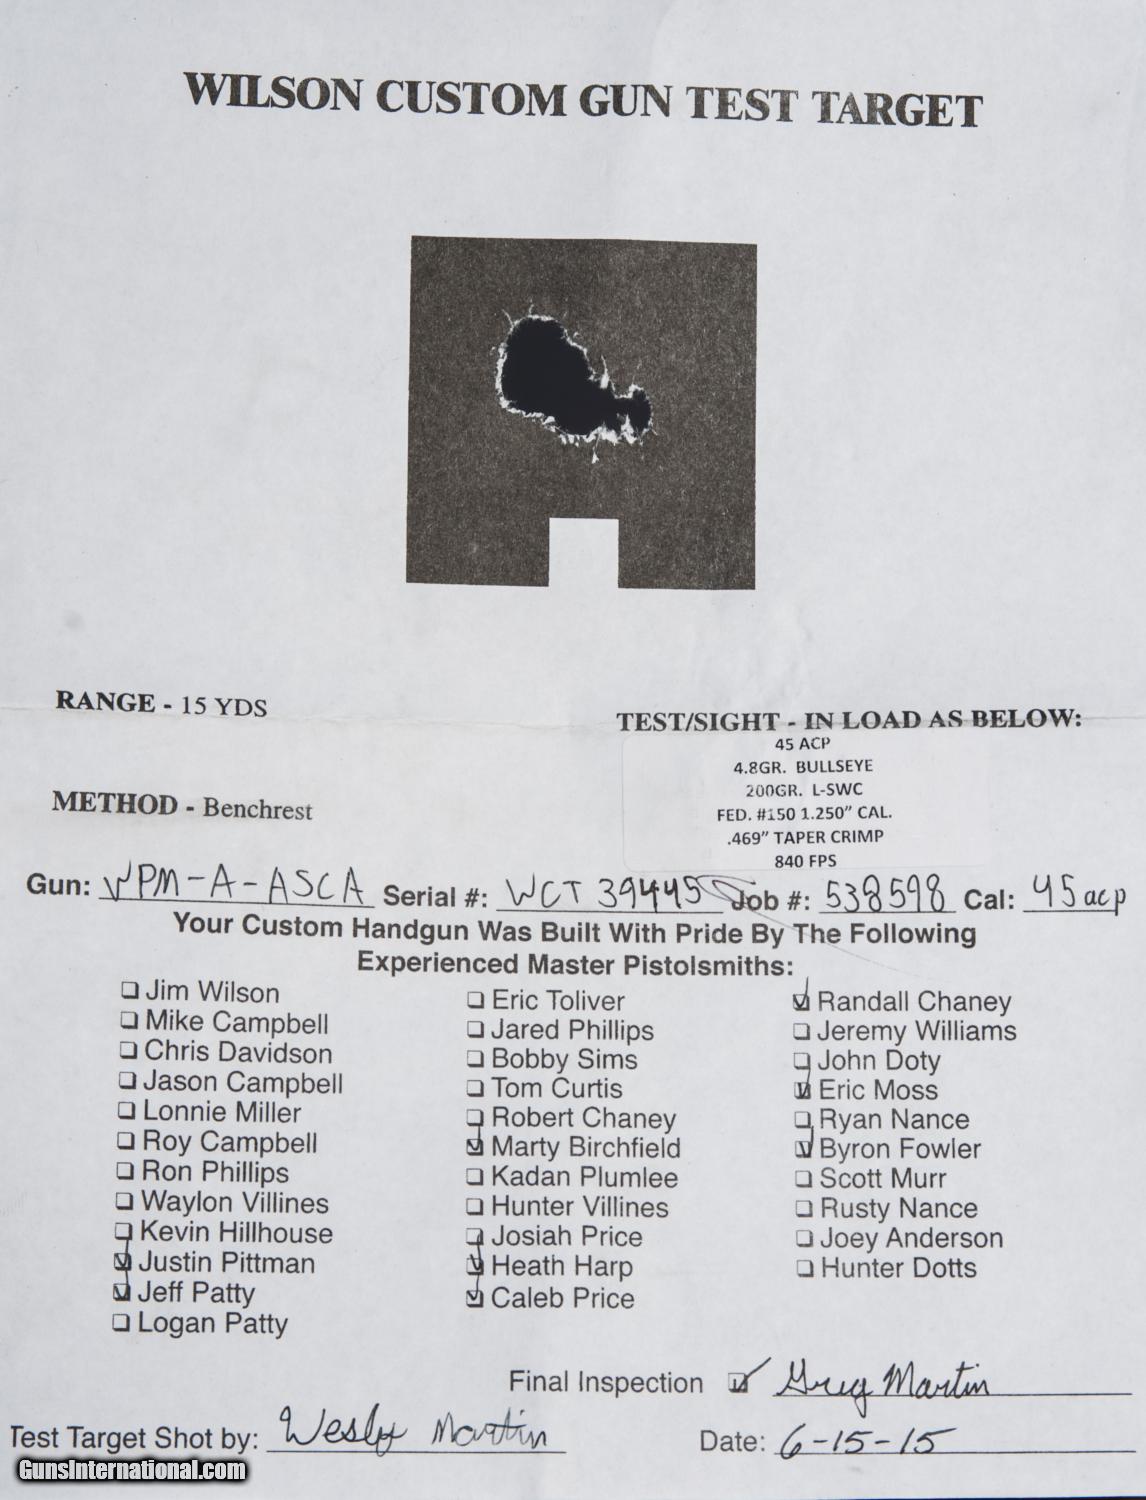 WILSON CUSTOM GUN TEST TARGET
RANGE - 15 YDS
TEST/SIGHT - IN LOAD AS BELOW:
45 ACP
4.8GR. BULLSEYE
200GR. L-SWC
FED. #150 1.250" CAL.
.469" TAPER CRIMP
840 FPS
METHOD - Benchrest
Gun: WPM-A-ASCA Serial #: WCT 39445 Job #: 538598 Cal: 45 acp
Your Custom Handgun Was Built With Pride By The Following
Experienced Master Pistolsmiths:
Jim Wilson
Mike Campbell
Chris Davidson
Jason Campbell
Lonnie Miller
Roy Campbell
Ron Phillips
Waylon Villines
Kevin Hillhouse
Justin Pittman
Jeff Patty
Logan Patty
Eric Toliver
Jared Phillips
Bobby Sims
Tom Curtis
Robert Chaney
Marty Birchfield
Kadan Plumlee
Hunter Villines
Josiah Price
Heath Harp
Caleb Price
Randall Chaney
Jeremy Williams
John Doty
Eric Moss
Ryan Nance
Byron Fowler
Scott Murr
Rusty Nance
Joey Anderson
Hunter Dotts
Final Inspection Greg Martin
Test Target Shot by: Wesly Martin
Date: 6-15-15
GunsInternational.com